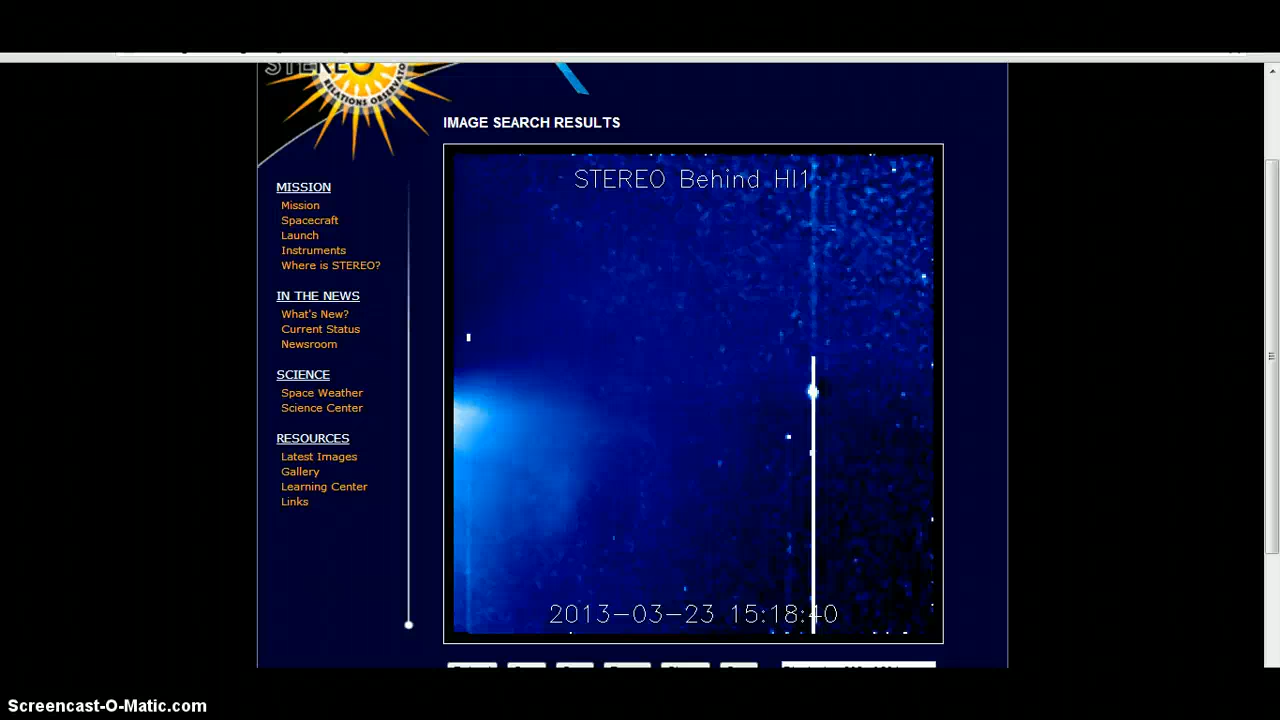 STEREO
RELATIONS OBSERVATO
IMAGE SEARCH RESULTS
STEREO Behind HI1
MISSION
Mission
Spacecraft
Launch
Instruments
Where is STEREO?
IN THE NEWS
What's New?
Current Status
Newsroom
SCIENCE
Space Weather
Science Center
RESOURCES
Latest Images
Gallery
Learning Center
Links
2013-03-23 15:18:40
Screencast-O-Matic.com